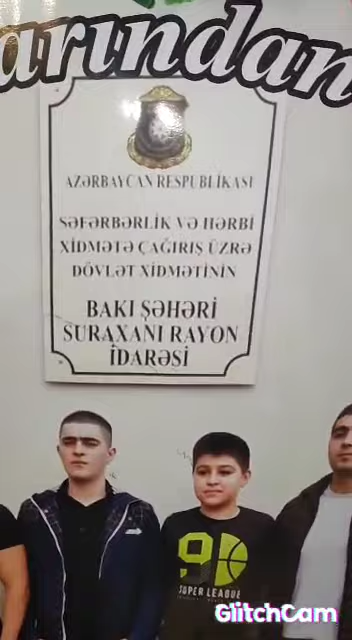 arından
AZƏRBAYCAN RESPUBLİKASI
SƏFƏRBƏRLİK VƏ HƏRBİ
XİDMƏTƏ ÇAĞIRIŞ ÜZRƏ
DÖVLƏT XİDMƏTİNİN
BAKI ŞƏHƏRİ
SURAXANI RAYON
İDARƏSİ
SUPER LEAGUE
GlitchCam